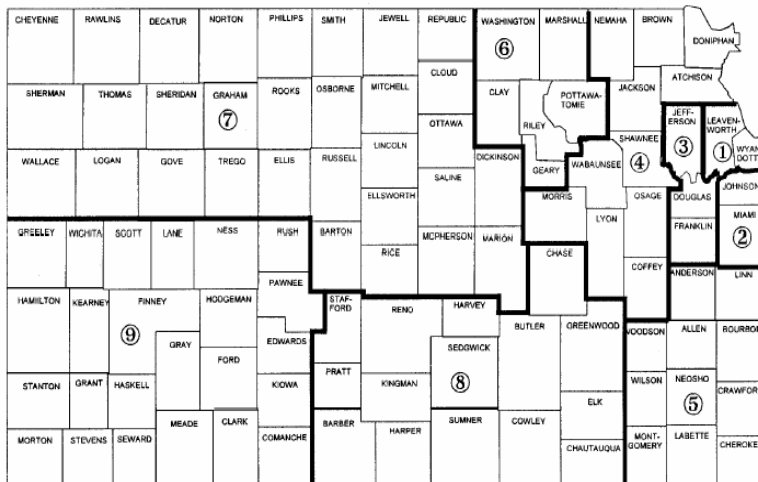 CHEYENNE
RAWLINS
DECATUR
NORTON
PHILLIPS
SMITH
JEWELL
REPUBLIC
WASHINGTON
MARSHALL
NEMAHA
BROWN
DONIPHAN
⑥
CLOUD
ATCHISON
SHERMAN
THOMAS
SHERIDAN
GRAHAM
⑦
ROOKS
OSBORNE
MITCHELL
CLAY
RILEY
POTTAWA-
TOMIE
JACKSON
JEFF-
ERSON
③
LEAVEN-
WORTH
①
WYAN
DOTT
OTTAWA
LINCOLN
SHAWNEE
④
WALLACE
LOGAN
GOVE
TREGO
ELLIS
RUSSELL
DICKINSON
GEARY
WABAUNSEE
SALINE
ELLSWORTH
MORRIS
OSAGE
DOUGLAS
JOHNSON
LYON
FRANKLIN
MIAMI
②
GREELEY
WICHITA
SCOTT
LANE
NESS
RUSH
BARTON
RICE
MCPHERSON
MARION
CHASE
COFFEY
ANDERSON
LINN
PAWNEE
HAMIILTON
KEARNEY
FINNEY
HODGEMAN
STAF-
FORD
RENO
HARVEY
BUTLER
GREENWOOD
WOODSON
ALLEN
BOURBO
⑨
GRAY
FORD
EDWARDS
PRATT
SEDGWICK
⑧
KINGMAN
STANTON
GRANT
HASKELL
KIOWA
WILSON
NEOSHO
⑤
CRAWFOR
ELK
MORTON
STEVENS
SEWARD
MEADE
CLARK
COMANCHE
BARBER
HARPER
SUMNER
COWLEY
CHAUTAUQUA
MONT-
GOMERY
LABETTE
CHEROKE